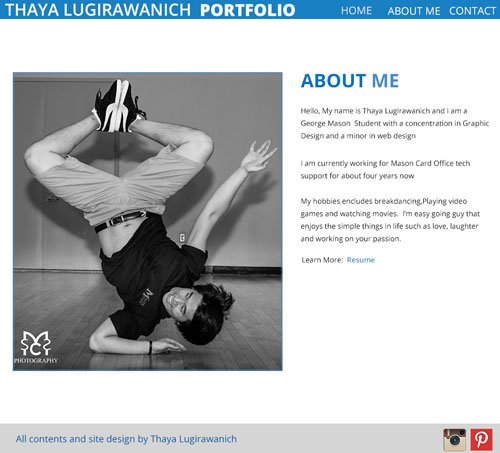 THAYA LUGIRAWANICH PORTFOLIO
HOME ABOUT ME CONTACT
ABOUT ME
Hello, My name is Thaya Lugirawanich and I am a
George Mason  Student with a concentration in Graphic
Design and a minor in web design
I am currently working for Mason Card Office tech
support for about four years now
My hobbies encludes breakdancing,Playing video
games and watching movies.  I'm easy going guy that
enjoys the simple things in life such as love, laughter
and working on your passion.
Learn More:  Resume
TCT
PHOTOGRAPHY
All contents and site design by Thaya Lugirawanich